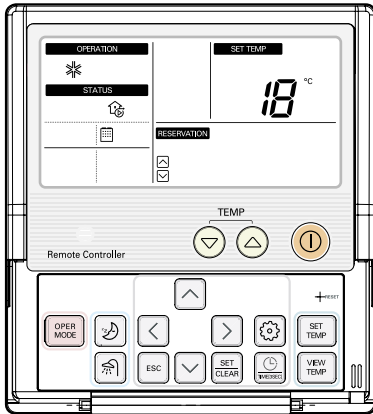 OPERATION
SET TEMP
18 °C
STATUS
RESERVATION
TEMP
Remote Controller
RESET
OPER
MODE
z
SET
TEMP
ESC
SET
CLEAR
TIME(SEC)
VIEW
TEMP